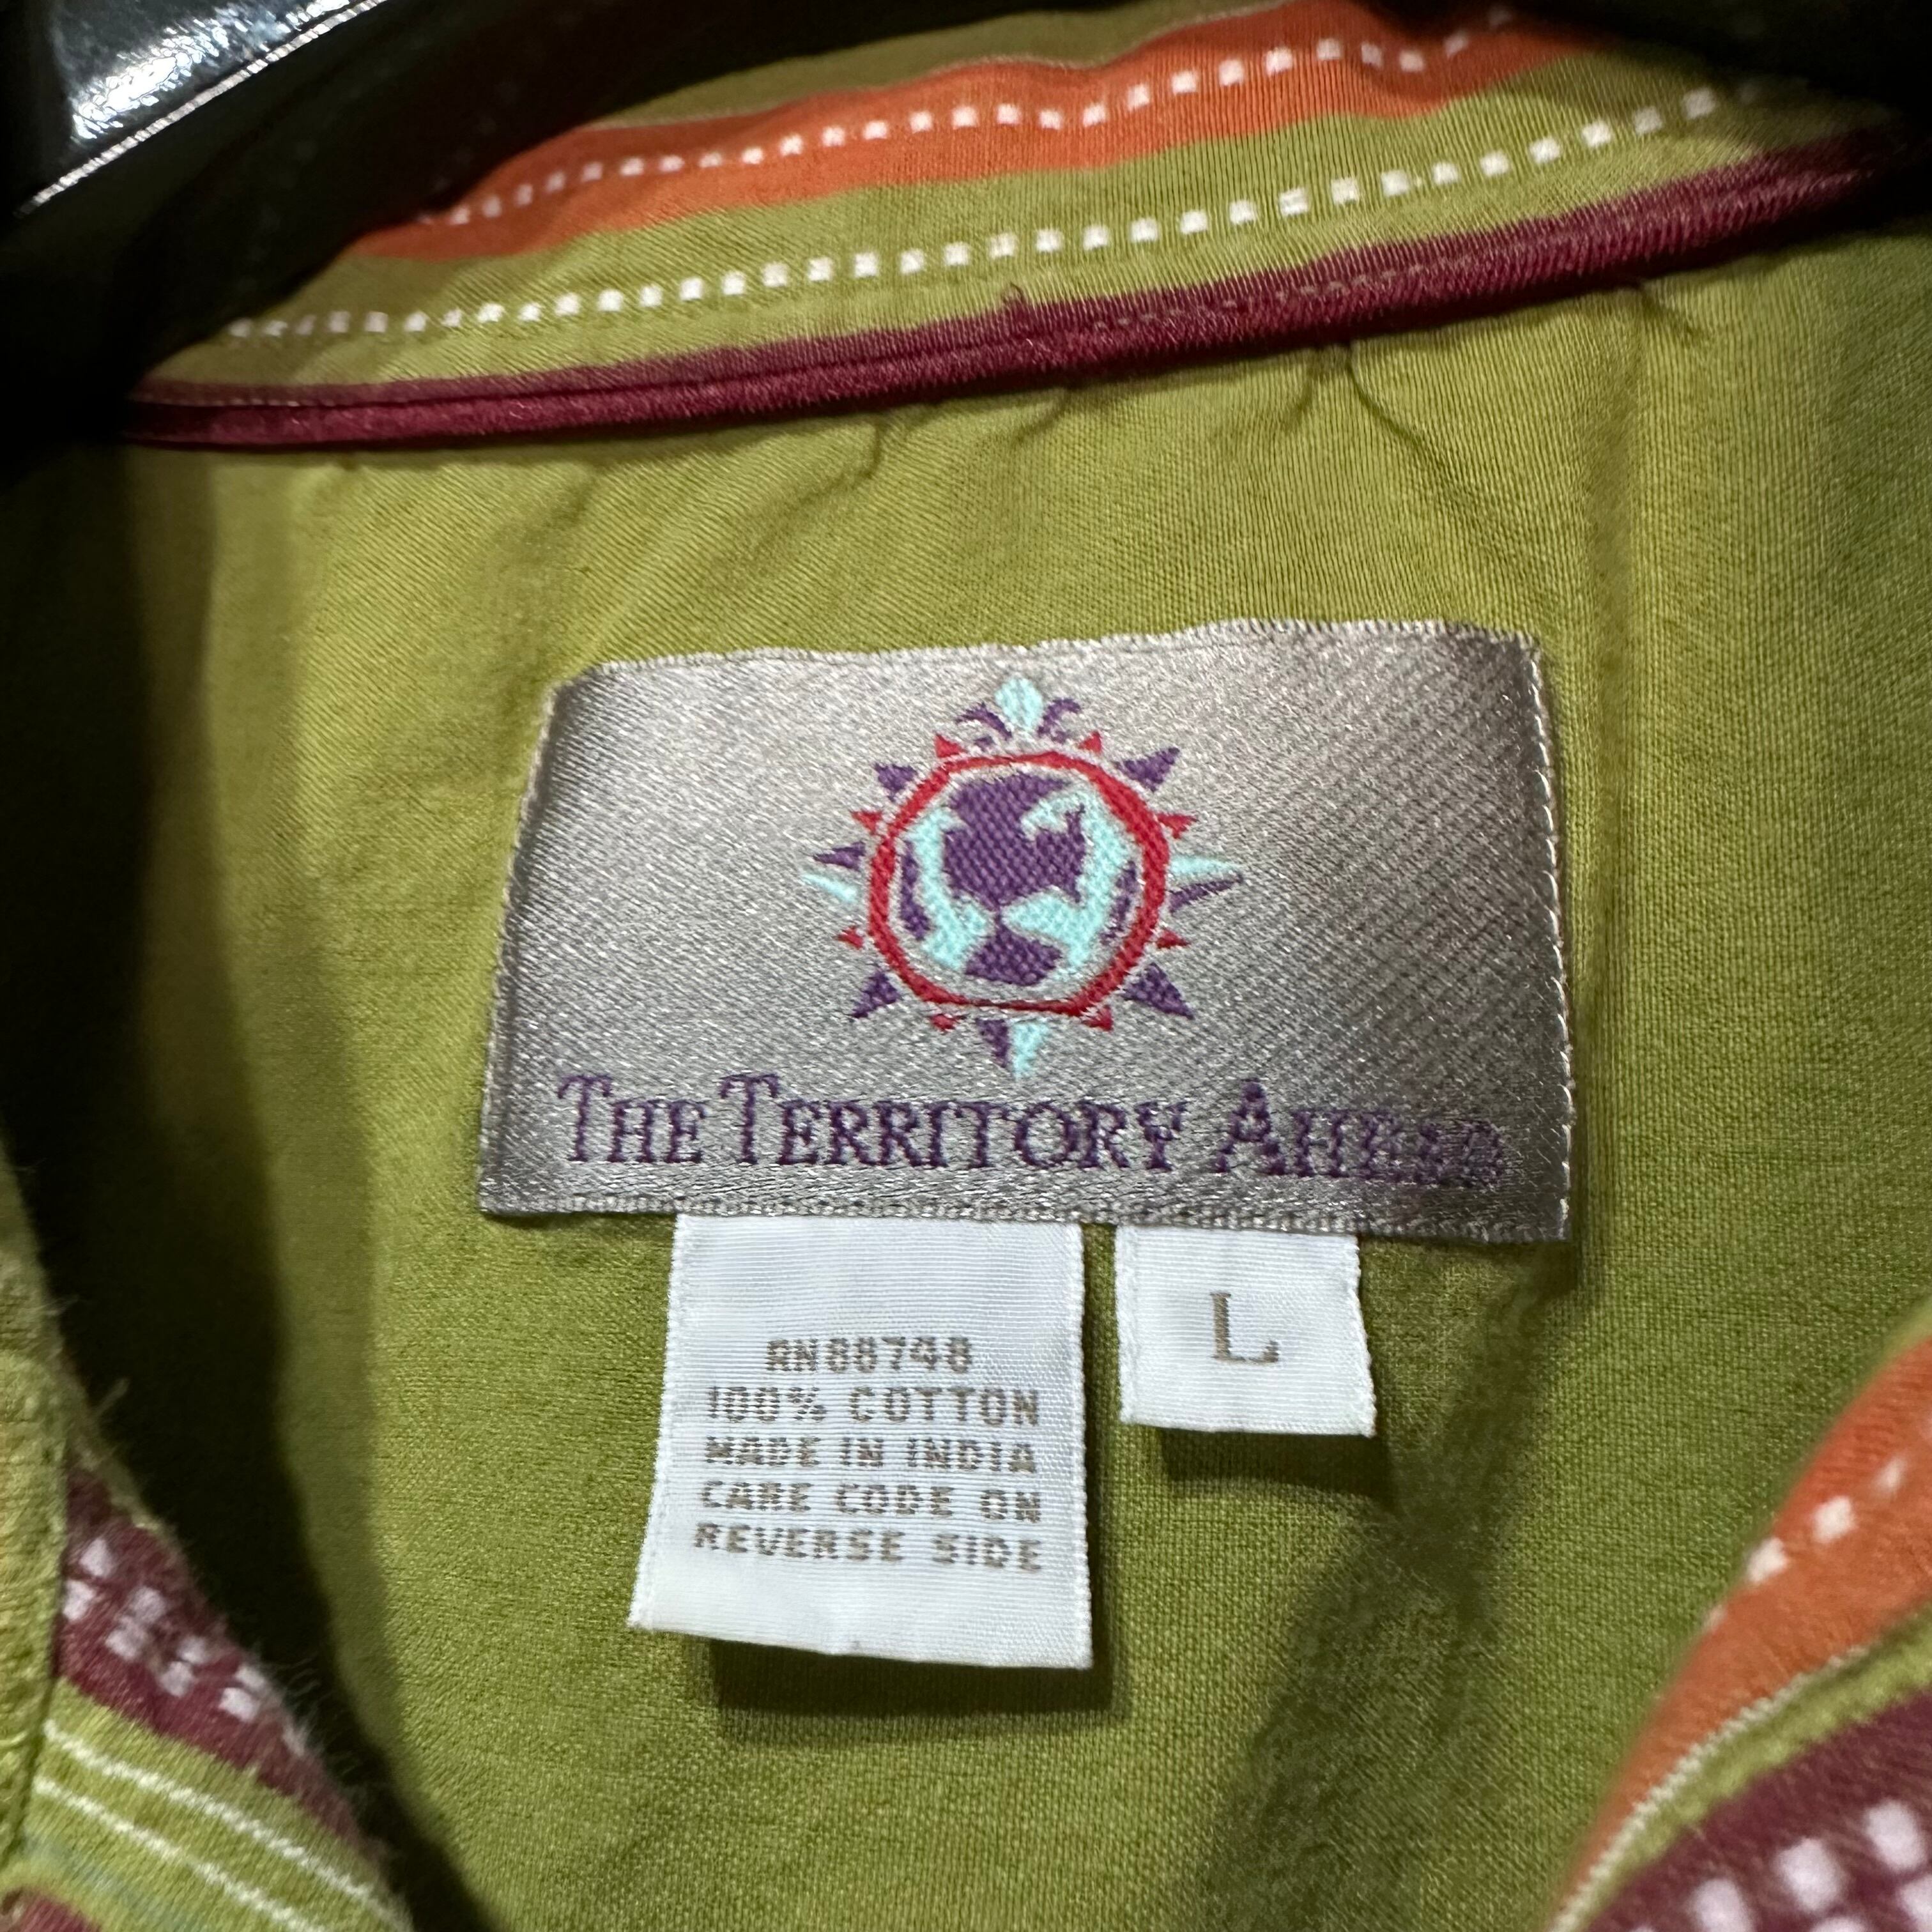 THE TERRITORY AHEAD
L
RN88748
100% COTTON
MADE IN INDIA
CARE CODE ON
REVERSE SIDE